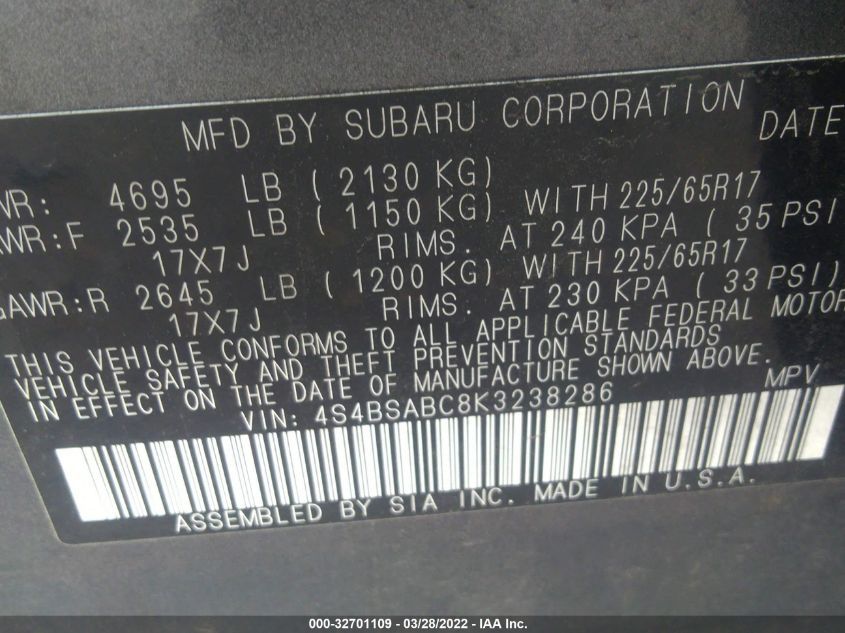 MFD BY SUBARU CORPORATION DATE
WR: 4695 LB ( 2130 KG)
AWR:F 2535 LB ( 1150 KG) WITH 225/65R17
17X7J RIMS. AT 240 KPA ( 35 PSI
GAWR:R 2645 LB ( 1200 KG) WITH 225/65R17
17X7J RIMS. AT 230 KPA ( 33 PSI)
THIS VEHICLE CONFORMS TO ALL APPLICABLE FEDERAL MOTOR
VEHICLE SAFETY AND THEFT PREVENTION STANDARDS
IN EFFECT ON THE DATE OF MANUFACTURE SHOWN ABOVE.
VIN: 4S4BSABC8K3238286 MPV
ASSEMBLED BY SIA INC. MADE IN U.S.A.
000-32701109 - 03/28/2022 - IAA Inc.